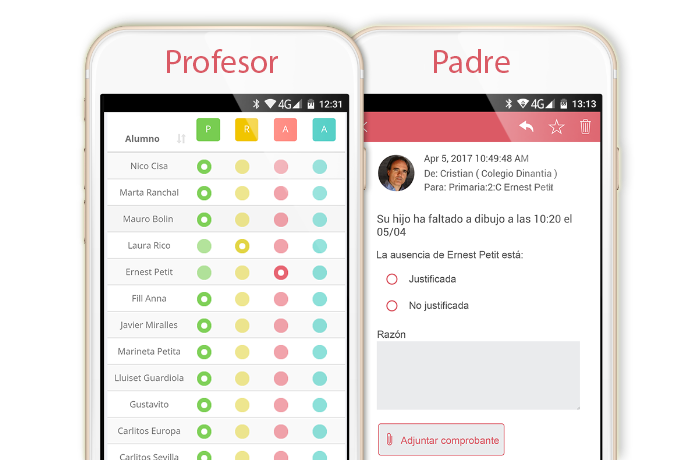 Profesor
4G 12:31
Alumno P R A A
Nico Cisa
Marta Ranchal
Mauro Bolin
Laura Rico
Ernest Petit
Fill Anna
Javier Miralles
Marineta Petita
Lluiset Guardiola
Gustavito
Carlitos Europa
Carlitos Sevilla
Padre
4G 13:13
Apr 5, 2017 10:49:48 AM
De: Cristian ( Colegio Dinantia )
Para: Primaria:2:C Ernest Petit
Su hijo ha faltado a dibujo a las 10:20 el
05/04
La ausencia de Ernest Petit está:
Justificada
No justificada
Razón
Adjuntar comprobante